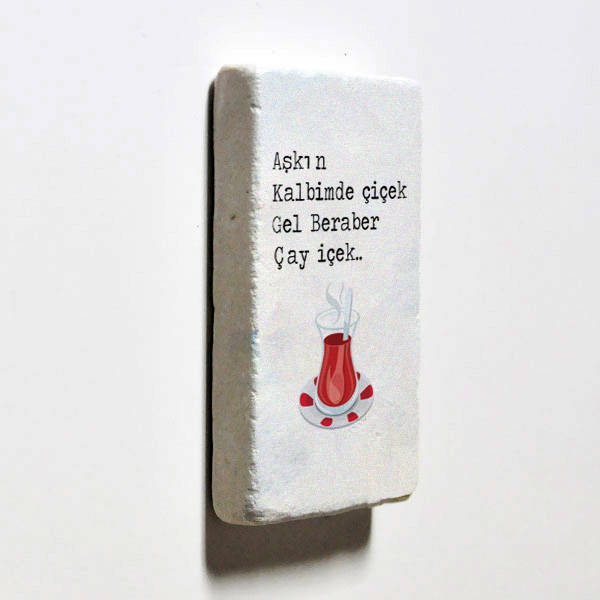 Aşkın
Kalbimde çiçek
Gel Beraber
Çay içek..